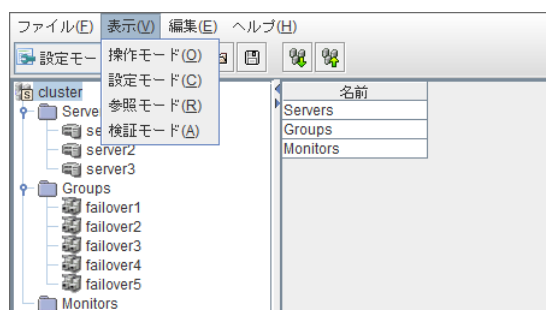 ファイル(F) 表示(V) 編集(E) ヘルプ(H)
設定モー
操作モード(O)
設定モード(C)
参照モード(R)
検証モード(A)
cluster
Serve
se
server2
server3
Groups
failover1
failover2
failover3
failover4
failover5
Monitors
名前
Servers
Groups
Monitors